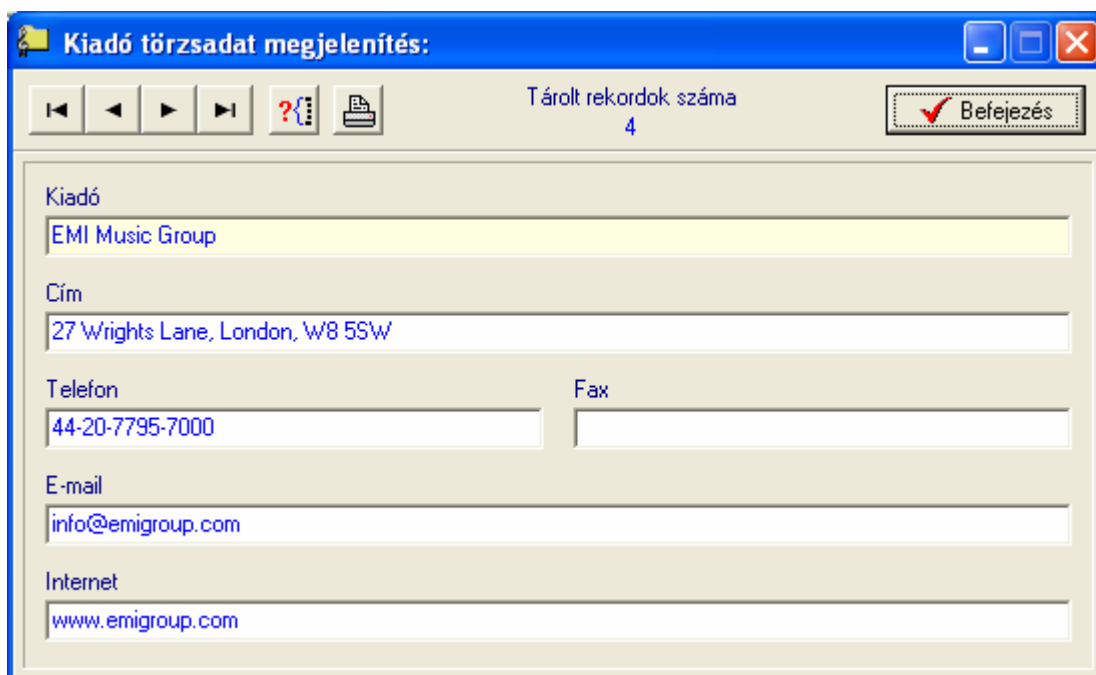 Kiadó törzsadat megjelenítés:
Tárolt rekordok száma
4
Befejezés
Kiadó
EMI Music Group
Cím
27 Wrights Lane, London, W8 5SW
Telefon
Fax
44-20-7795-7000
E-mail
info@emigroup.com
Internet
www.emigroup.com